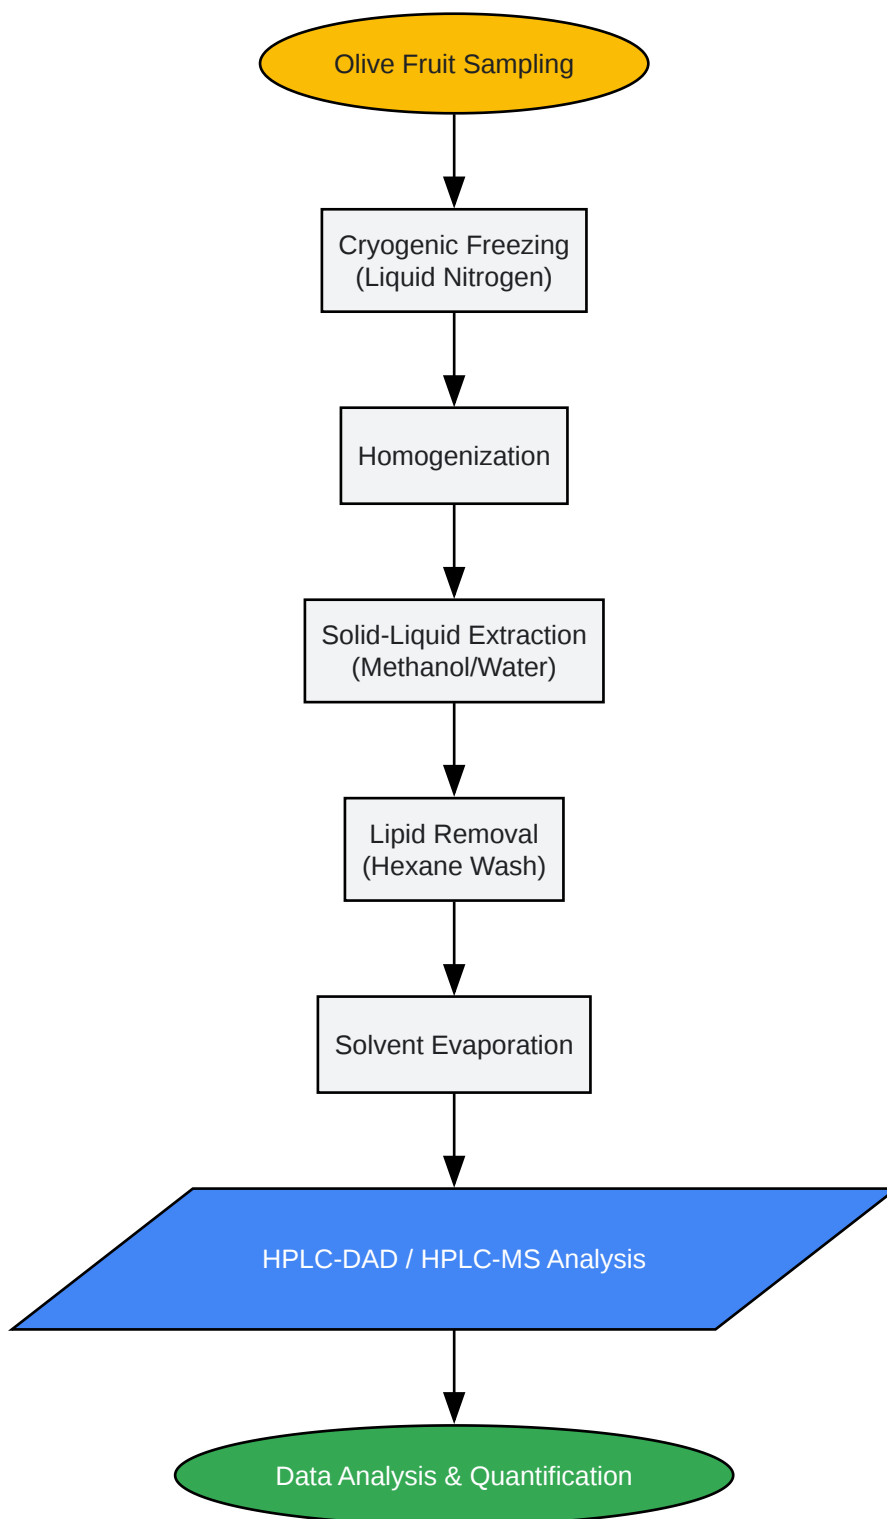 Olive Fruit Sampling
Cryogenic Freezing
(Liquid Nitrogen)
Homogenization
Solid-Liquid Extraction
(Methanol/Water)
Lipid Removal
(Hexane Wash)
Solvent Evaporation
HPLC-DAD / HPLC-MS Analysis
Data Analysis & Quantification